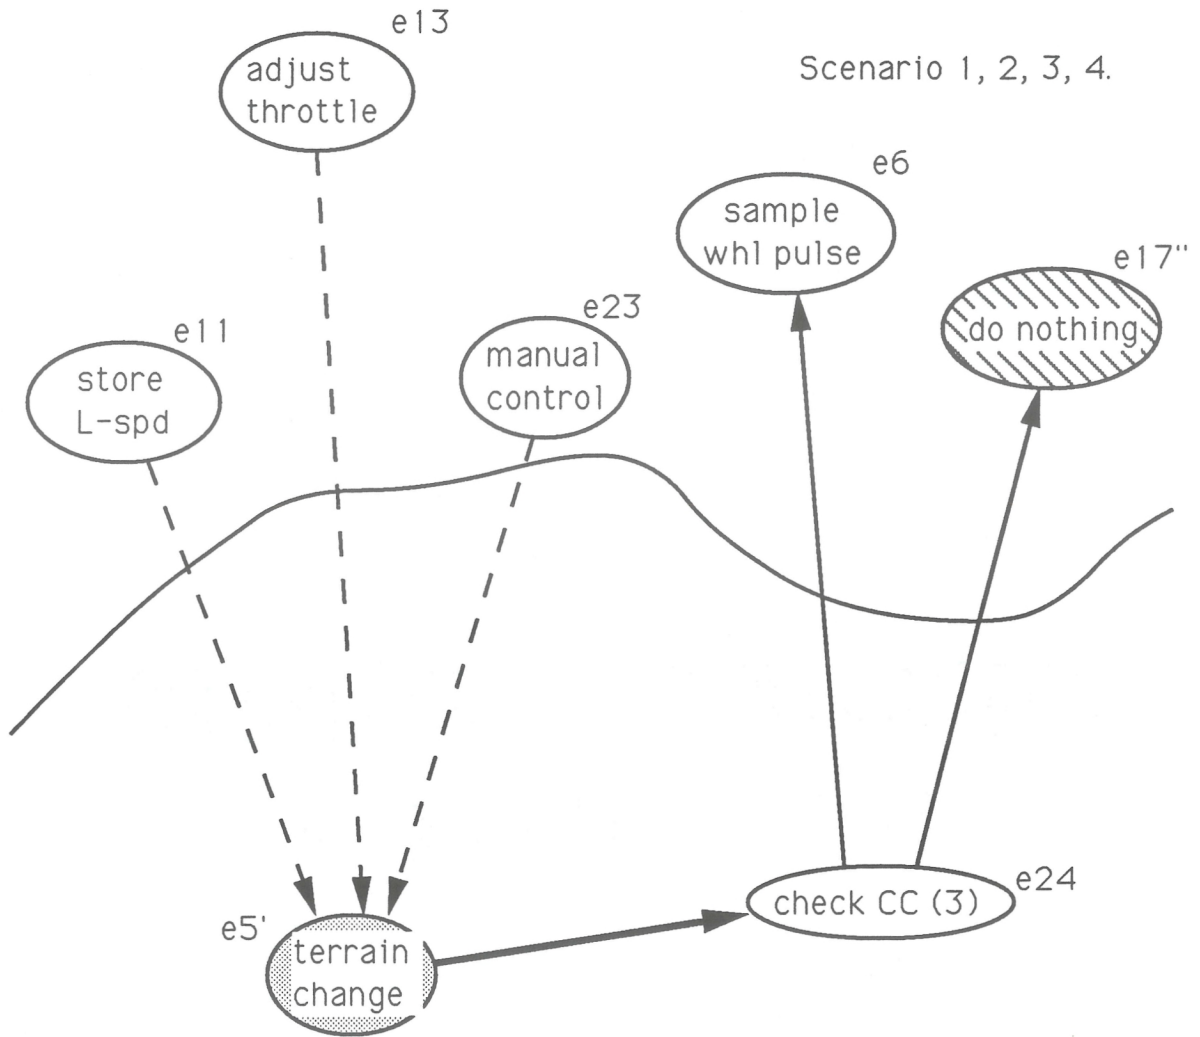 e13
adjust
throttle
Scenario 1, 2, 3, 4.
e6
sample
whl pulse
e17"
do nothing
e11
store
L-spd
e23
manual
control
e5'
terrain
change
e24
check CC (3)